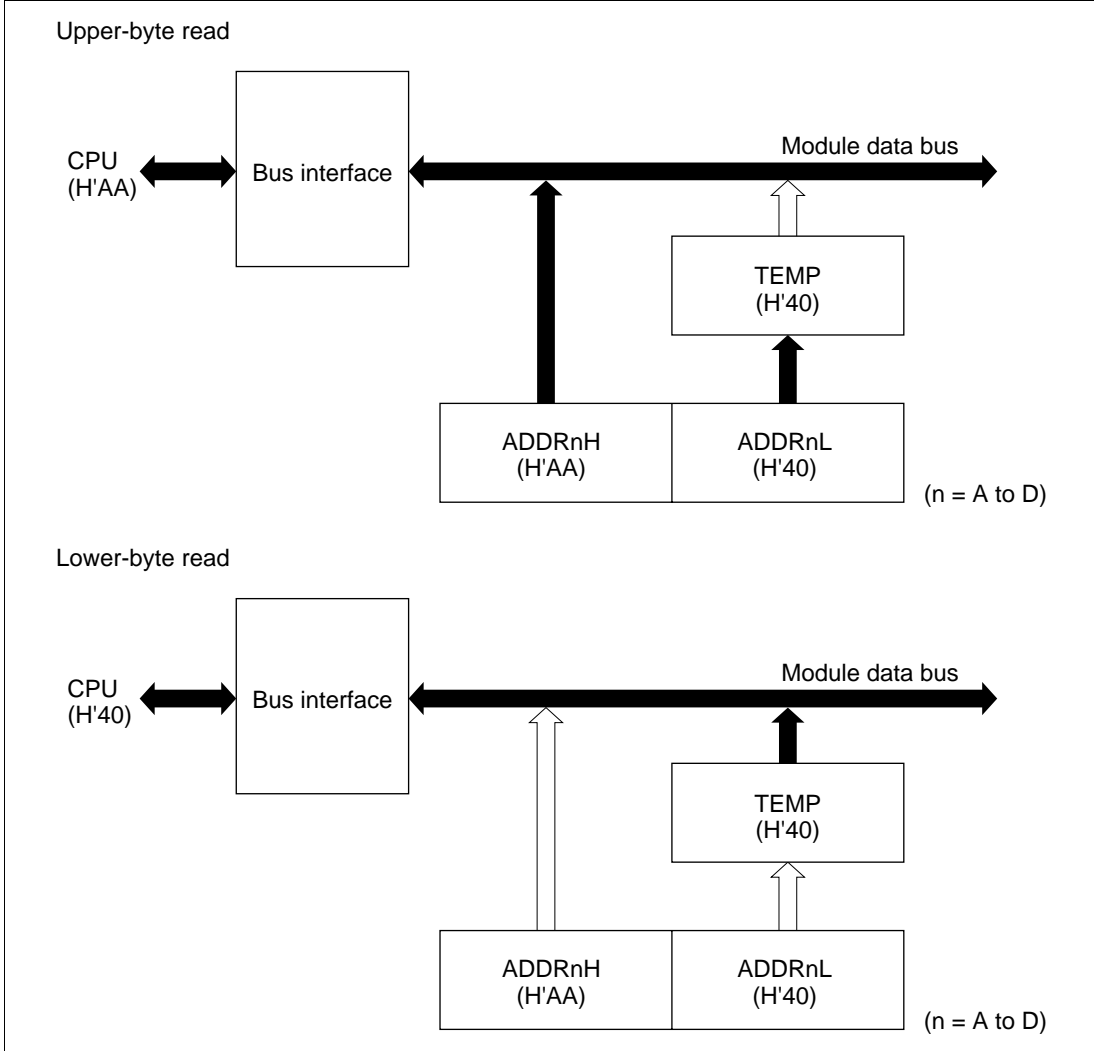 Upper-byte read
Module data bus
CPU
(H'AA)
Bus interface
TEMP
(H'40)
ADDRnH
(H'AA)
ADDRnL
(H'40)
(n = A to D)
Lower-byte read
Module data bus
CPU
(H'40)
Bus interface
TEMP
(H'40)
ADDRnH
(H'AA)
ADDRnL
(H'40)
(n = A to D)